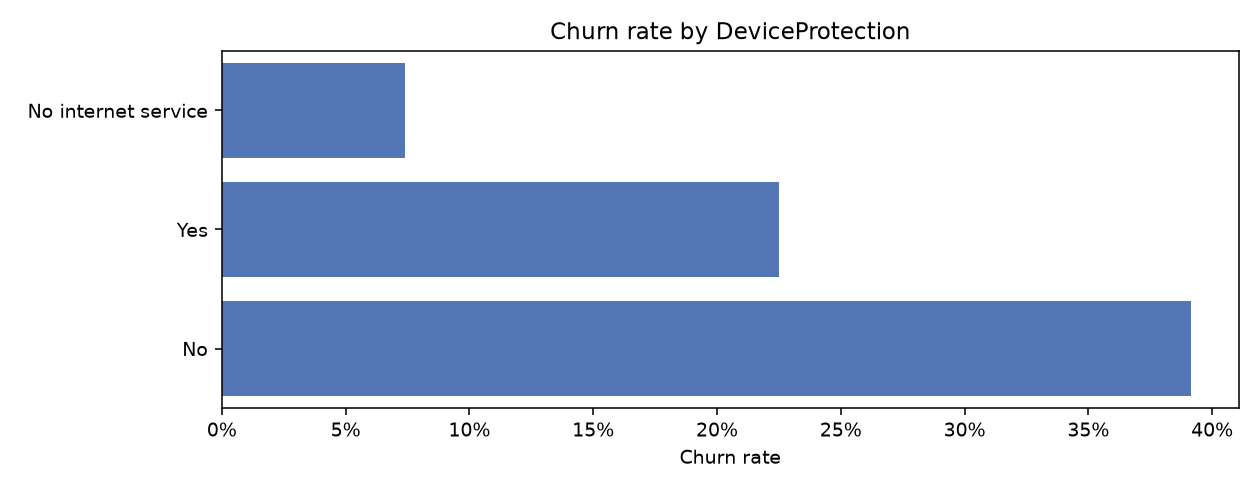 Churn rate by DeviceProtection
No internet service
Yes
No
0% 5% 10% 15% 20% 25% 30% 35% 40%
Churn rate